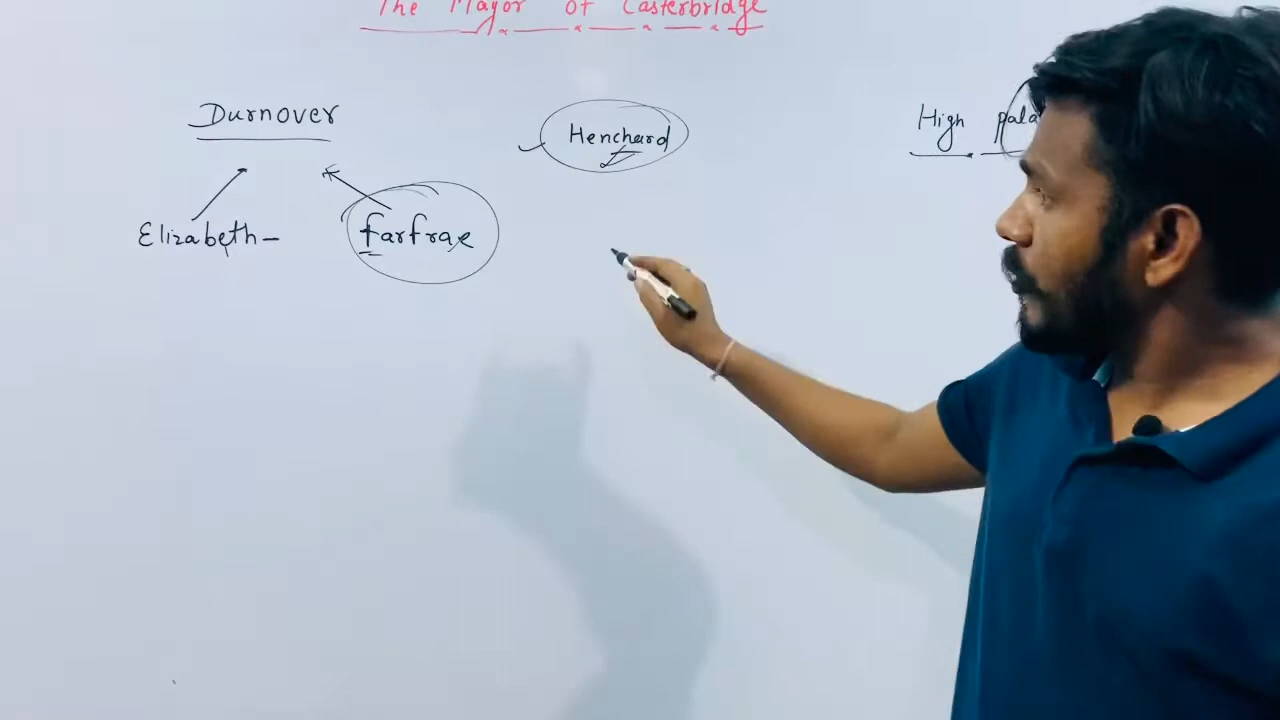 The Mayor Of Casterbridge
Durnover
Henchard
High
Elizabeth-
farfrae